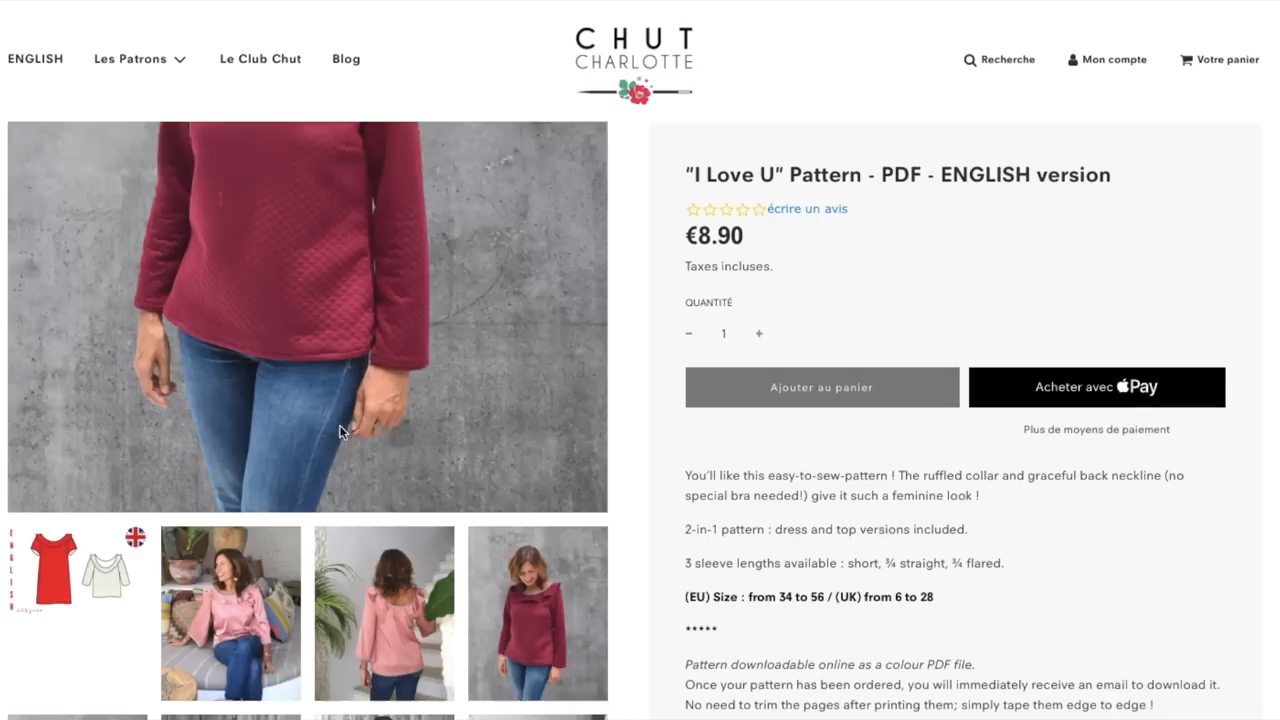 ENGLISH
Les Patrons
Le Club Chut
Blog
CHUT
CHARLOTTE
Recherche
Mon compte
Votre panier
"I Love U" Pattern - PDF - ENGLISH version
écrire un avis
€8.90
Taxes incluses.
QUANTITÉ
− 1 +
Ajouter au panier
Acheter avec Pay
Plus de moyens de paiement
You'll like this easy-to-sew-pattern ! The ruffled collar and graceful back neckline (no
special bra needed!) give it such a feminine look !
2-in-1 pattern : dress and top versions included.
3 sleeve lengths available : short, ¾ straight, ¾ flared.
(EU) Size : from 34 to 56 / (UK) from 6 to 28
*****
Pattern downloadable online as a colour PDF file.
Once your pattern has been ordered, you will immediately receive an email to download it.
No need to trim the pages after printing them; simply tape them edge to edge !
ENGLISH
version